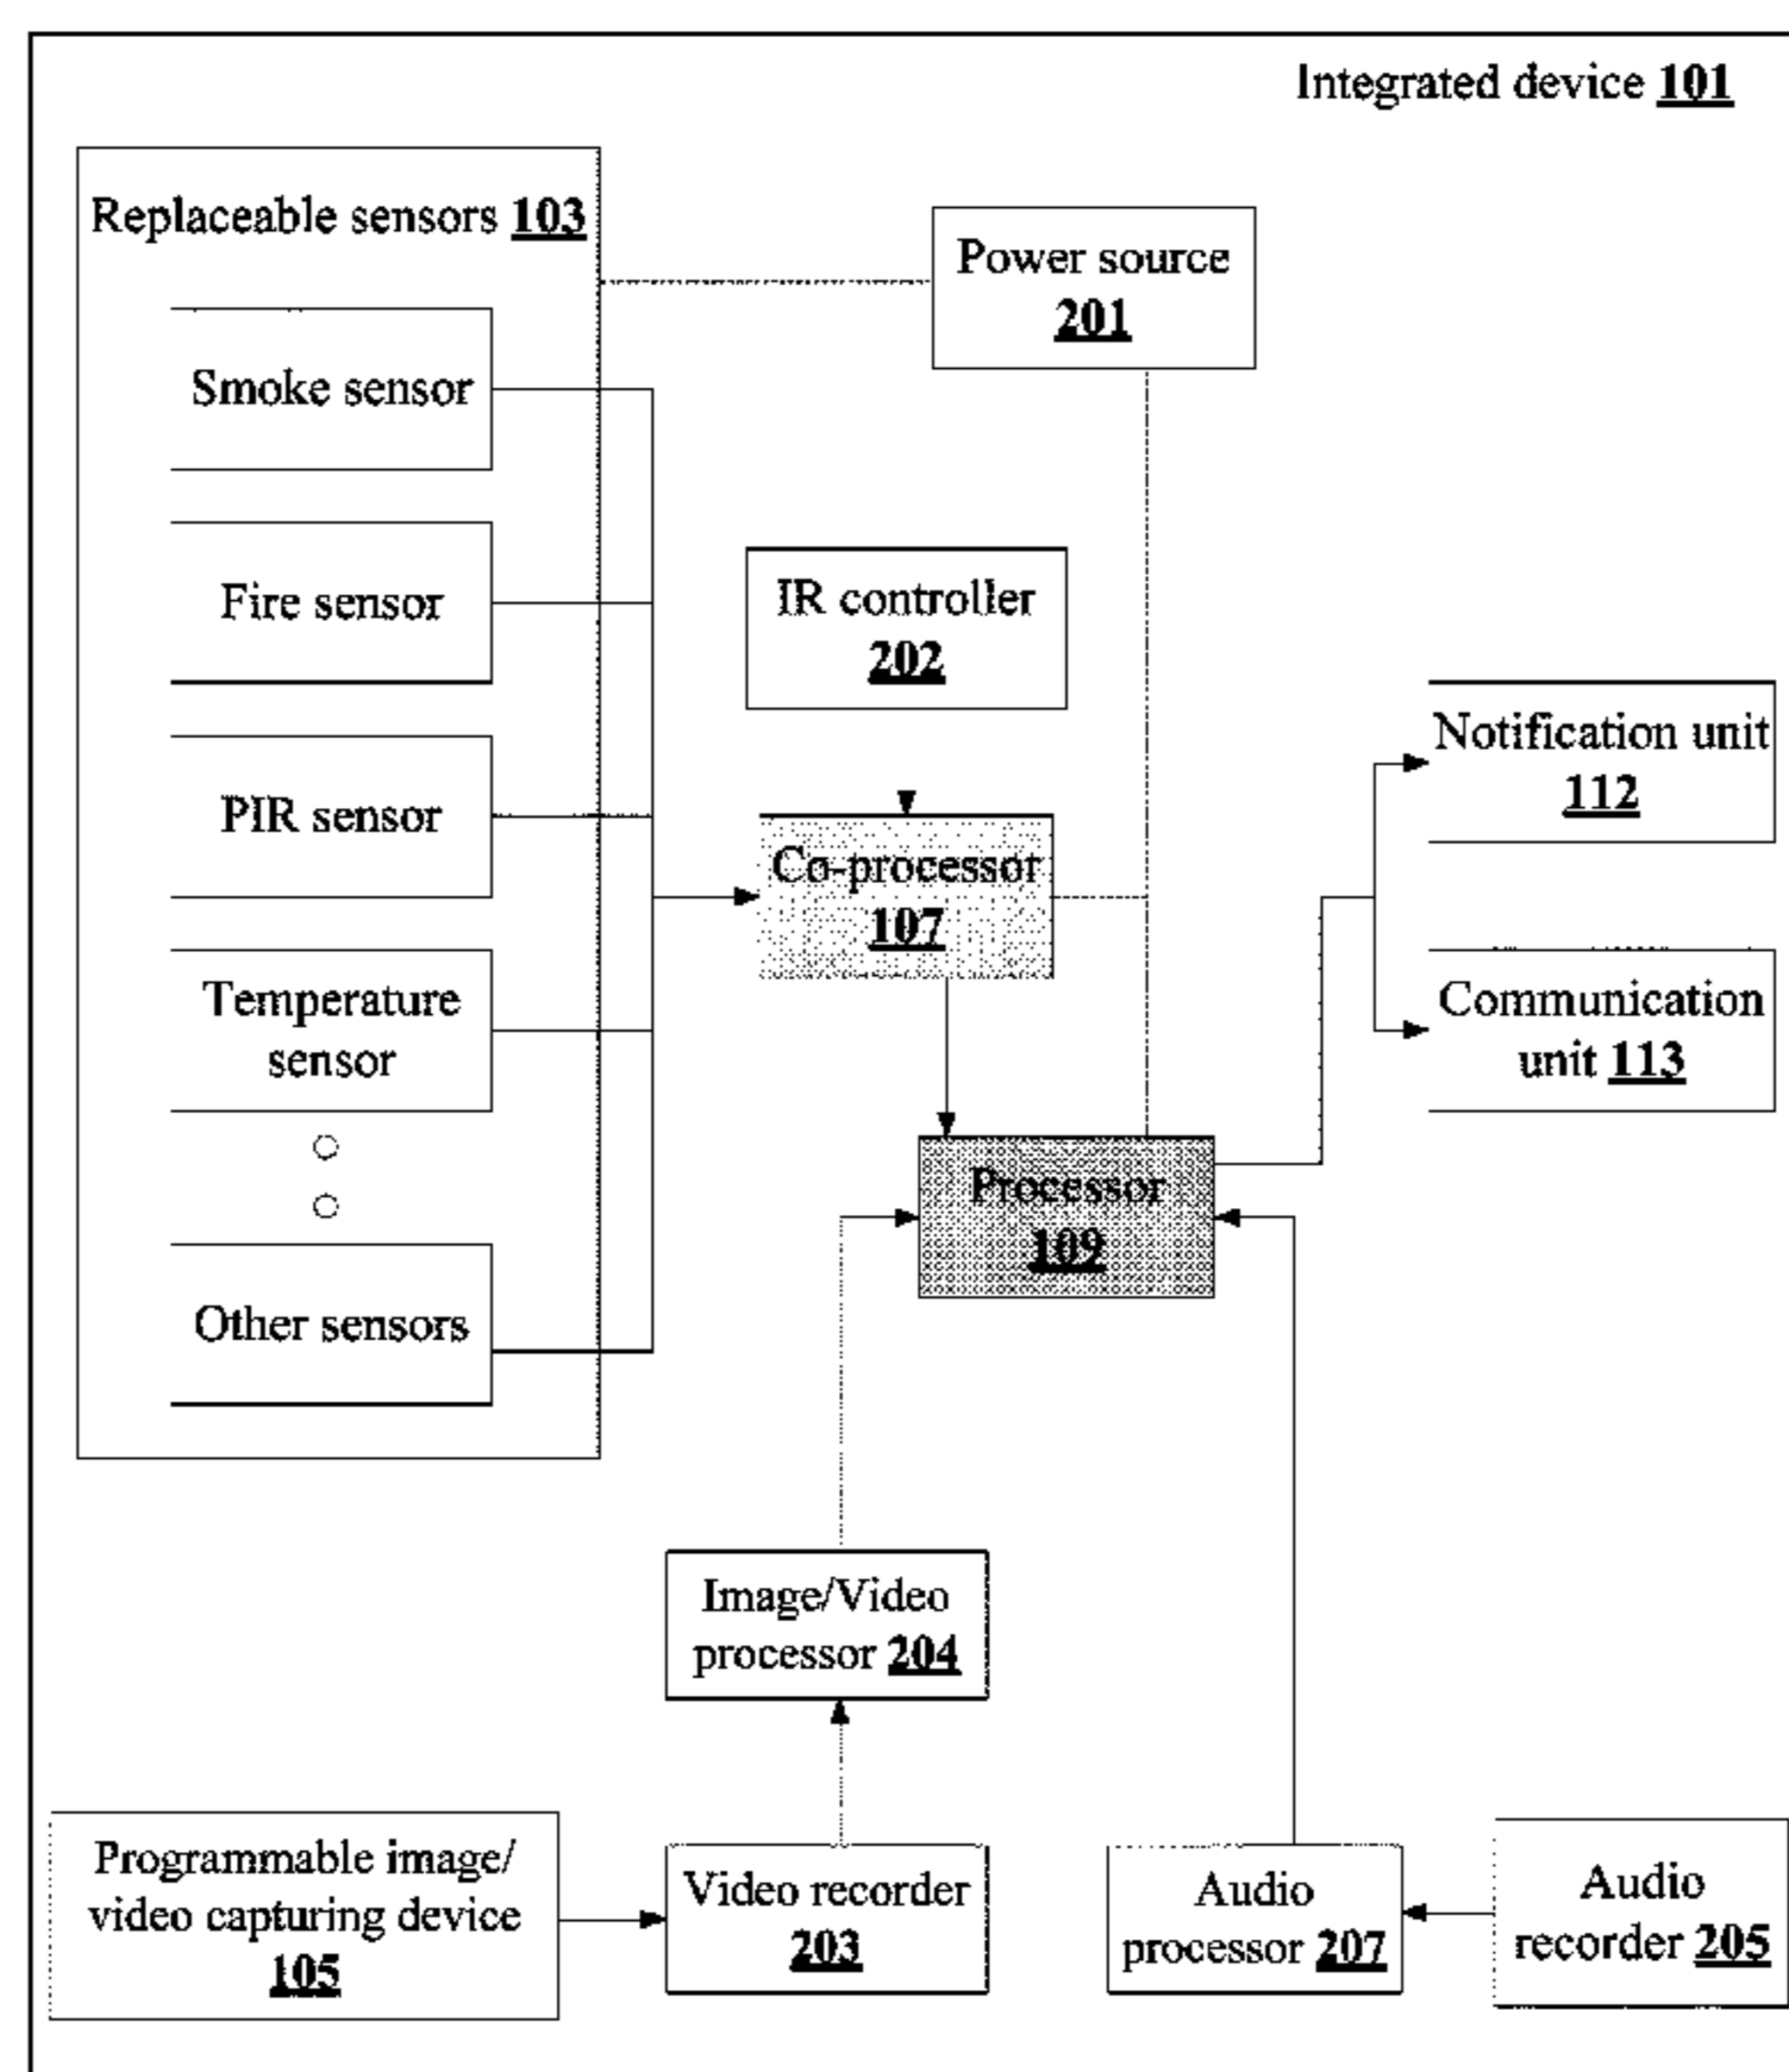 Integrated device 101
Replaceable sensors 103
Power source
201
Smoke sensor
Fire sensor
IR controller
202
PIR sensor
Notification unit
112
Co-processor
107
Temperature
sensor
Communication
unit 113
Processor
109
Other sensors
Image/Video
processor 204
Programmable image/
video capturing device
105
Video recorder
203
Audio
processor 207
Audio
recorder 205